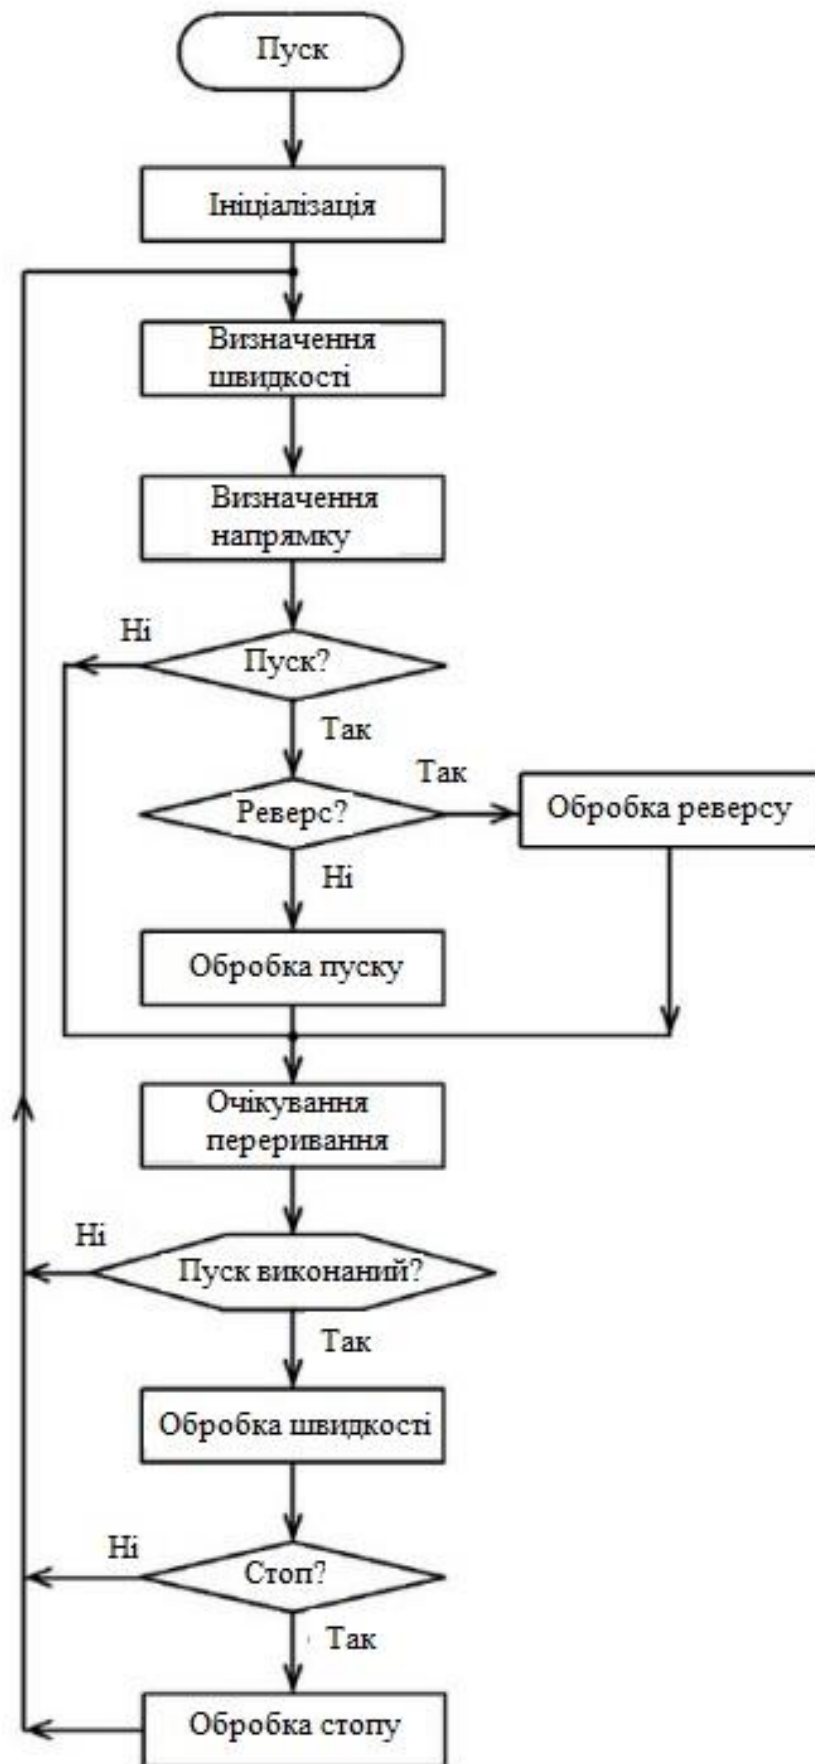 Пуск
Ініціалізація
Визначення
швидкості
Визначення
напрямку
Ні
Пуск?
Так
Так
Реверс?
Обробка реверсу
Ні
Обробка пуску
Очікування
переривання
Ні
Пуск виконаний?
Так
Обробка швидкості
Ні
Стоп?
Так
Обробка стопу